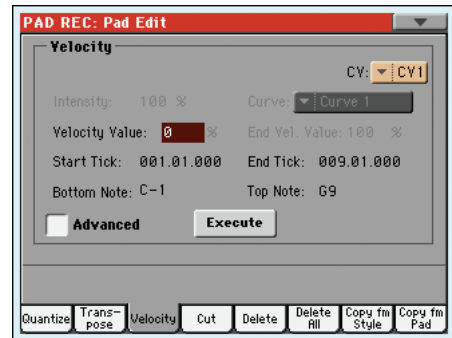 PAD REC: Pad Edit
Velocity
CV: CV1
Intensity: 100 % Curve: Curve 1
Velocity Value: 0 % End Vel. Value: 100 %
Start Tick: 001.01.000 End Tick: 009.01.000
Bottom Note: C-1 Top Note: G9
Advanced Execute
Quantize Trans-pose Velocity Cut Delete Delete All Copy fm Style Copy fm Pad